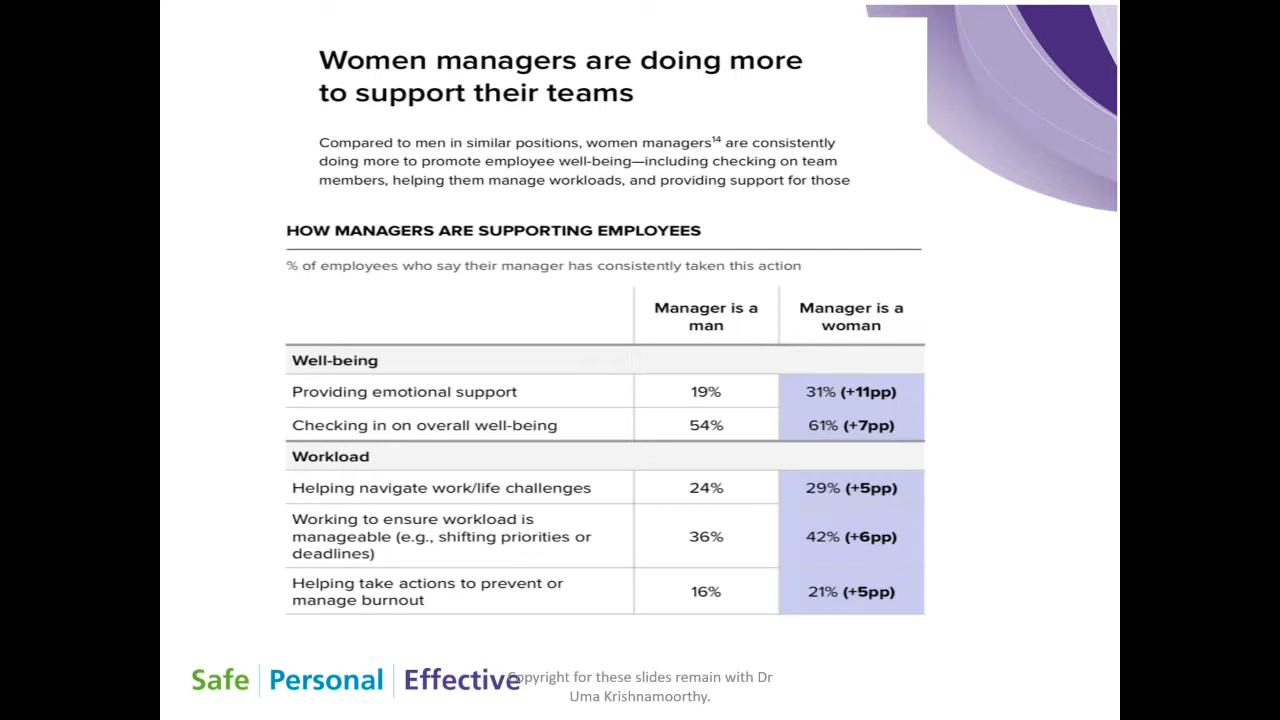 Women managers are doing more
to support their teams
Compared to men in similar positions, women managers¹⁴ are consistently
doing more to promote employee well-being—including checking on team
members, helping them manage workloads, and providing support for those
HOW MANAGERS ARE SUPPORTING EMPLOYEES
% of employees who say their manager has consistently taken this action
Manager is a man
Manager is a woman
Well-being
Providing emotional support 19% 31% (+11pp)
Checking in on overall well-being 54% 61% (+7pp)
Workload
Helping navigate work/life challenges 24% 29% (+5pp)
Working to ensure workload is
manageable (e.g., shifting priorities or 36% 42% (+6pp)
deadlines)
Helping take actions to prevent or
manage burnout 16% 21% (+5pp)
Safe Personal Effective
Copyright for these slides remain with Dr
Uma Krishnamoorthy.